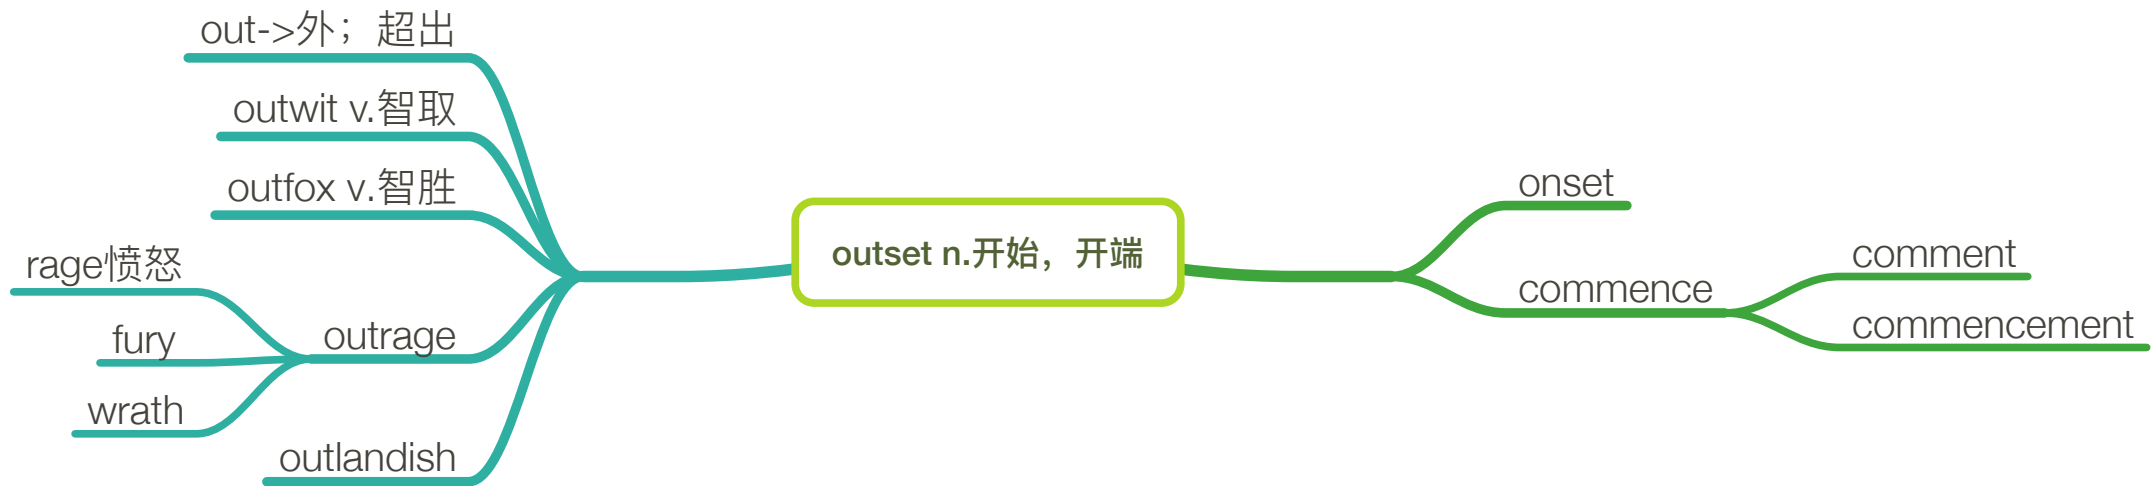 out->外；超出
outwit v.智取
outfox v.智胜
rage愤怒
fury
wrath
outrage
outlandish
outset n.开始，开端
onset
commence
comment
commencement